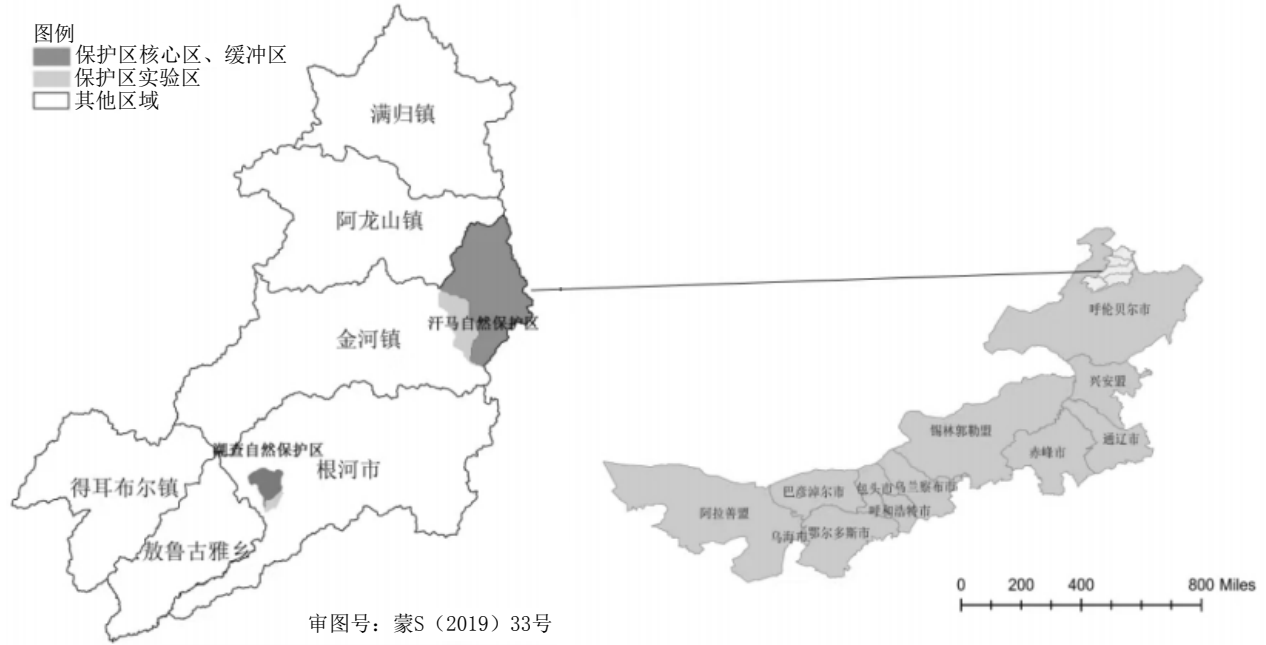 图例
保护区核心区、缓冲区
保护区实验区
其他区域
满归镇
阿龙山镇
汗马自然保护区
金河镇
潮查自然保护区
根河市
得耳布尔镇
敖鲁古雅乡
审图号：蒙S（2019）33号
呼伦贝尔市
兴安盟
锡林郭勒盟
通辽市
赤峰市
巴彦淖尔市
包头市
乌兰察布市
阿拉善盟
呼和浩特市
乌海市
鄂尔多斯市
0 200 400 800 Miles